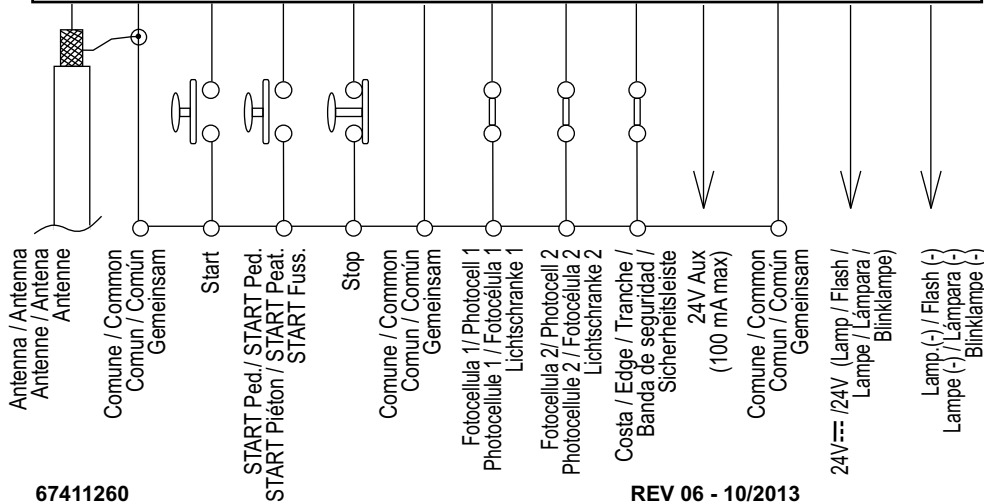 Antenna / Antenna
Antenne / Antena
Antenne
Comune / Common
Comun / Común
Gemeinsam
Start
START Ped./ START Ped.
START Piéton / START Peat.
START Fuss.
Stop
Comune / Common
Comun / Común
Gemeinsam
Fotocellula 1/ Photocell 1
Photocellule 1 / Fotocélula 1
Lichtschranke 1
Fotocellula 2/ Photocell 2
Photocellule 2 / Fotocélula 2
Lichtschranke 2
Costa / Edge / Tranche /
Banda de seguridad /
Sicherheitsleiste
24V Aux
(100 mA max)
Comune / Common
Comun / Común
Gemeinsam
24V⎓ /24V (Lamp / Flash /
Lampe / Lámpara /
Blinklampe)
Lamp.(-) / Flash (-)
Lampe (-) / Lámpara (-)
Blinklampe (-)
67411260
REV 06 - 10/2013